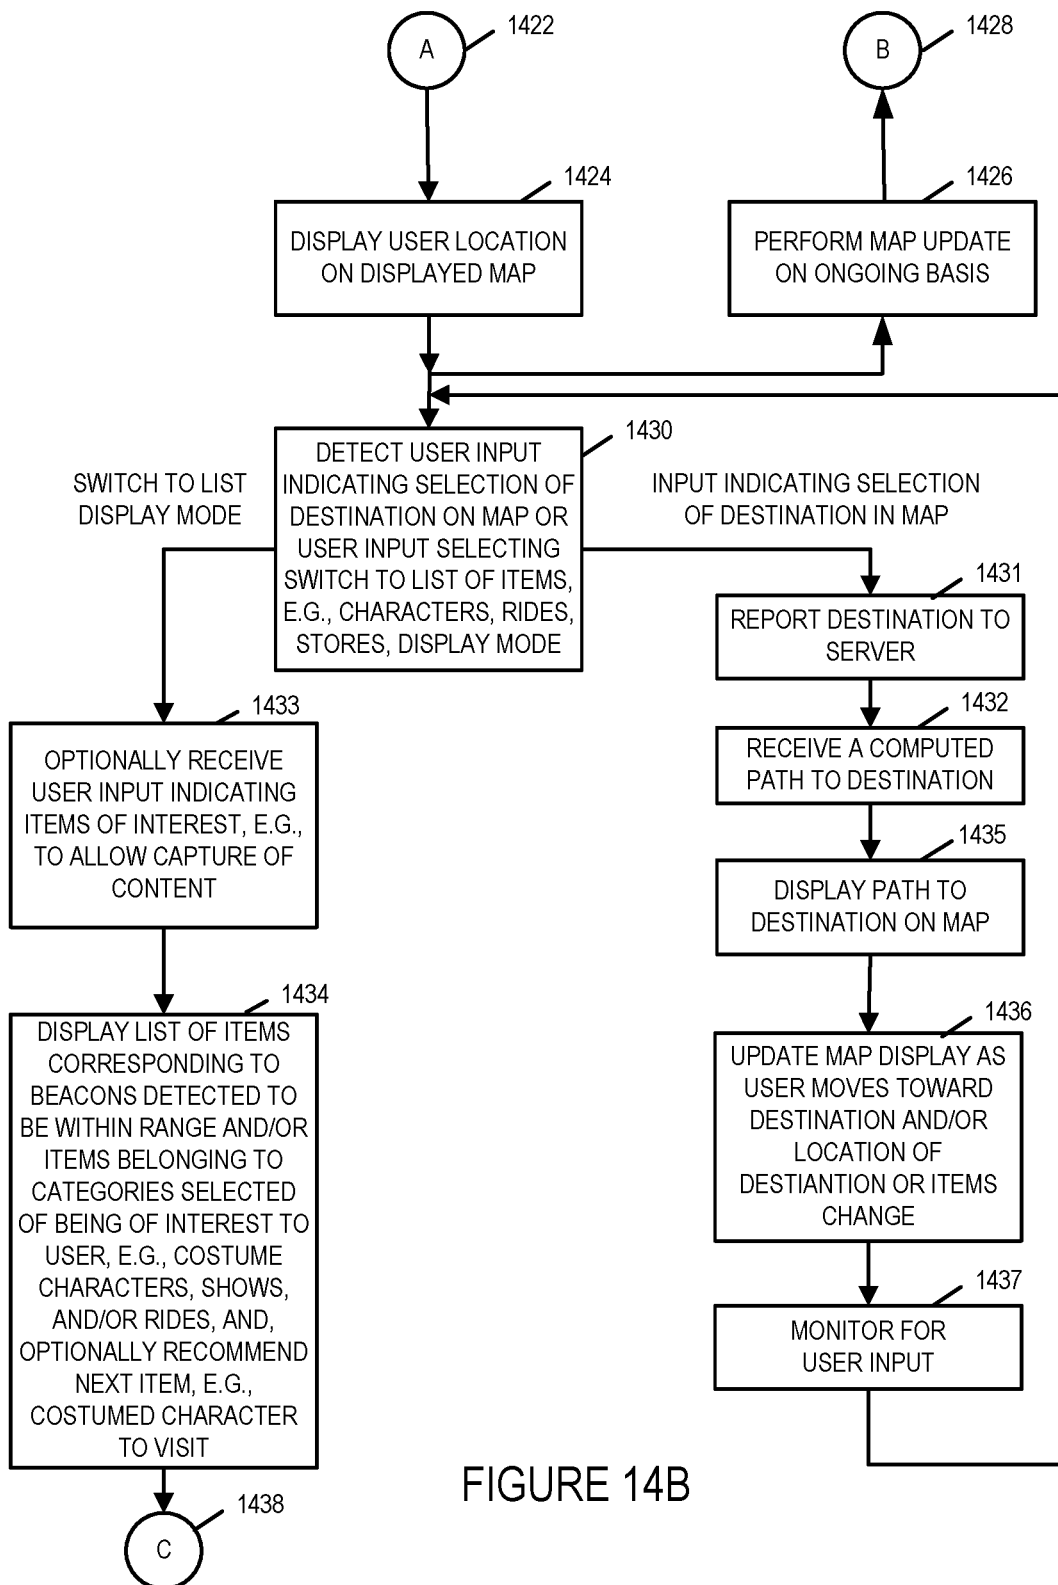 A
1422
B
1428
1424
DISPLAY USER LOCATION
ON DISPLAYED MAP
1426
PERFORM MAP UPDATE
ON ONGOING BASIS
1430
DETECT USER INPUT
INDICATING SELECTION OF
DESTINATION ON MAP OR
USER INPUT SELECTING
SWITCH TO LIST OF ITEMS,
E.G., CHARACTERS, RIDES,
STORES, DISPLAY MODE
SWITCH TO LIST
DISPLAY MODE
INPUT INDICATING SELECTION
OF DESTINATION IN MAP
1431
REPORT DESTINATION TO
SERVER
1432
RECEIVE A COMPUTED
PATH TO DESTINATION
1435
DISPLAY PATH TO
DESTINATION ON MAP
1436
UPDATE MAP DISPLAY AS
USER MOVES TOWARD
DESTINATION AND/OR
LOCATION OF
DESTIANTION OR ITEMS
CHANGE
1437
MONITOR FOR
USER INPUT
1433
OPTIONALLY RECEIVE
USER INPUT INDICATING
ITEMS OF INTEREST, E.G.,
TO ALLOW CAPTURE OF
CONTENT
1434
DISPLAY LIST OF ITEMS
CORRESPONDING TO
BEACONS DETECTED TO
BE WITHIN RANGE AND/OR
ITEMS BELONGING TO
CATEGORIES SELECTED
OF BEING OF INTEREST TO
USER, E.G., COSTUME
CHARACTERS, SHOWS,
AND/OR RIDES, AND,
OPTIONALLY RECOMMEND
NEXT ITEM, E.G.,
COSTUMED CHARACTER
TO VISIT
1438
C
FIGURE 14B